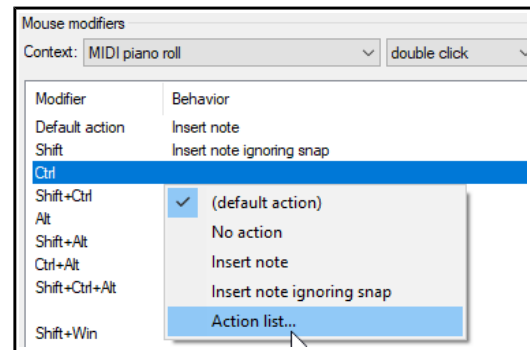 Mouse modifiers
Context: MIDI piano roll double click
Modifier Behavior
Default action Insert note
Shift Insert note ignoring snap
Ctrl
Shift+Ctrl (default action)
Alt No action
Shift+Alt
Ctrl+Alt Insert note
Shift+Ctrl+Alt Insert note ignoring snap
Action list...
Shift+Win